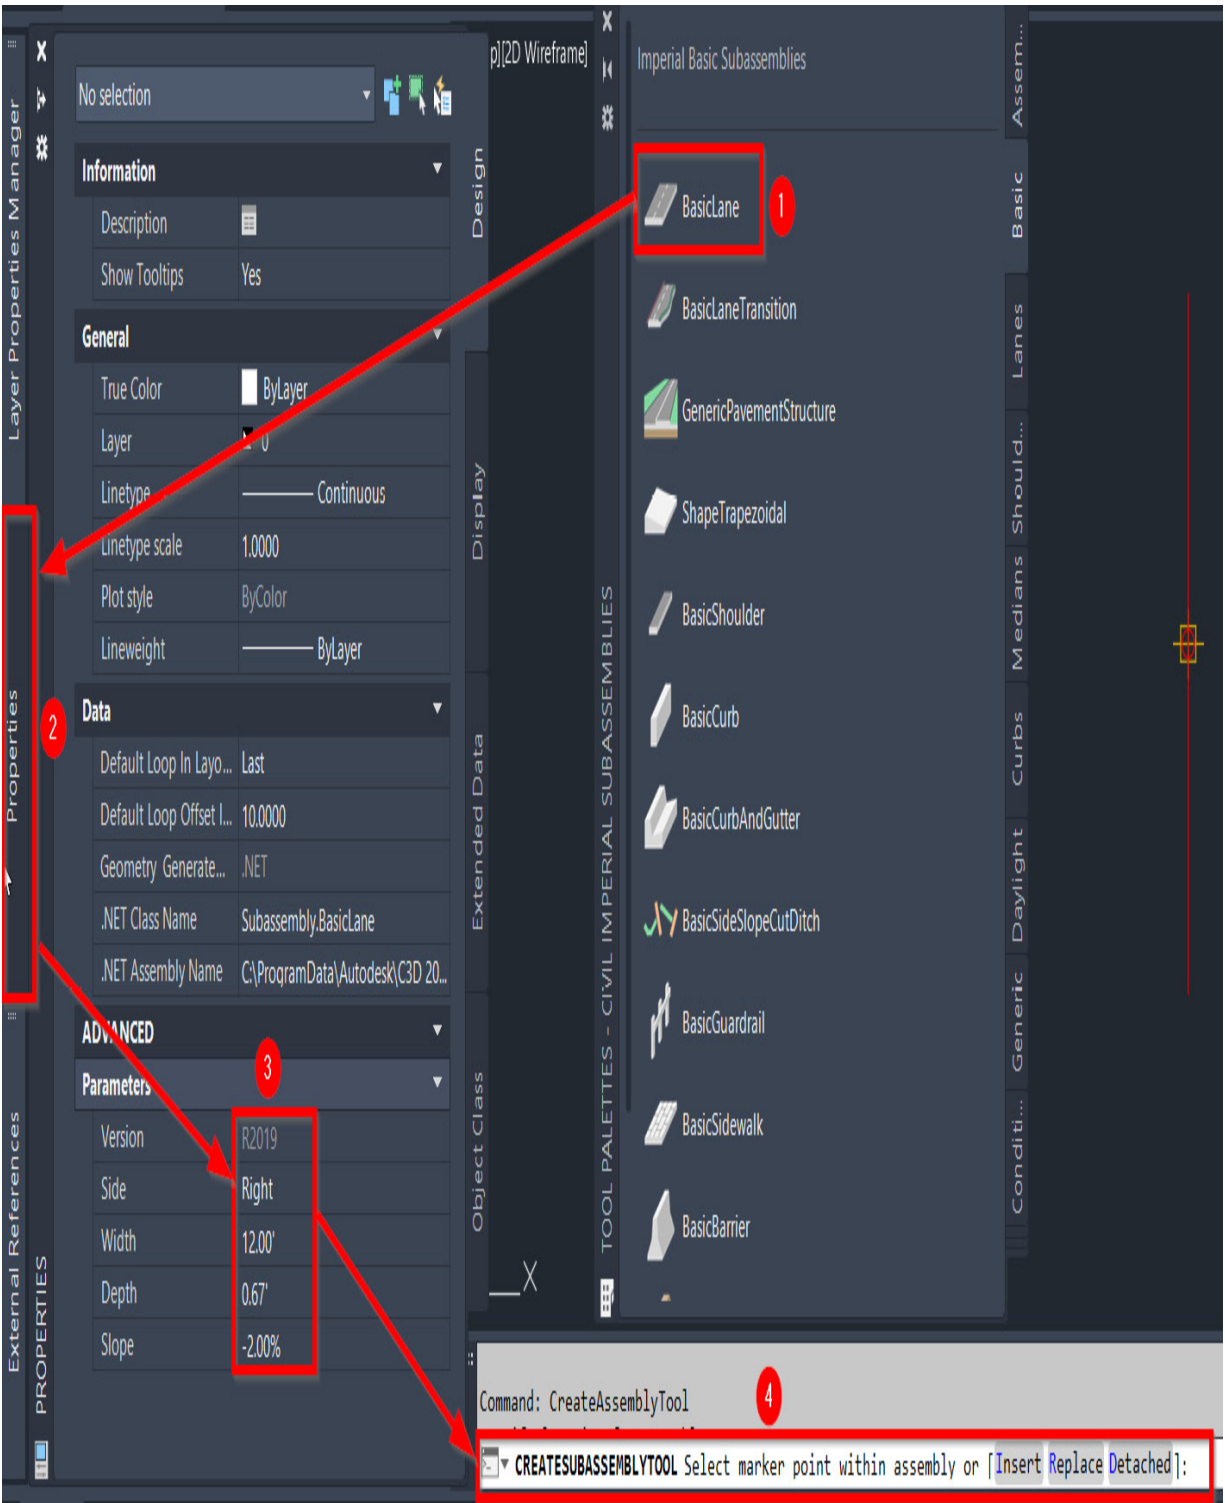 Layer Properties Manager
Properties
External References
PROPERTIES
No selection
Information
Description
Show Tooltips Yes
General
True Color ByLayer
Layer 0
Linetype Continuous
Linetype scale 1.0000
Plot style ByColor
Lineweight ByLayer
Data
Default Loop In Layo... Last
Default Loop Offset I... 10.0000
Geometry Generate... .NET
.NET Class Name Subassembly.BasicLane
.NET Assembly Name C:\ProgramData\Autodesk\C3D 20...
ADVANCED
Parameters
Version R2019
Side Right
Width 12.00'
Depth 0.67'
Slope -2.00%
Design
Display
Extended Data
Object Class
2
3
p][2D Wireframe]
X
TOOL PALETTES - CIVIL IMPERIAL SUBASSEMBLIES
Imperial Basic Subassemblies
BasicLane
1
BasicLaneTransition
GenericPavementStructure
ShapeTrapezoidal
BasicShoulder
BasicCurb
BasicCurbAndGutter
BasicSideSlopeCutDitch
BasicGuardrail
BasicSidewalk
BasicBarrier
Assem...
Basic
Lanes
Should...
Medians
Curbs
Daylight
Generic
Conditi...
Command: CreateAssemblyTool
4
CREATESUBASSEMBLYTOOL Select marker point within assembly or [Insert Replace Detached]: